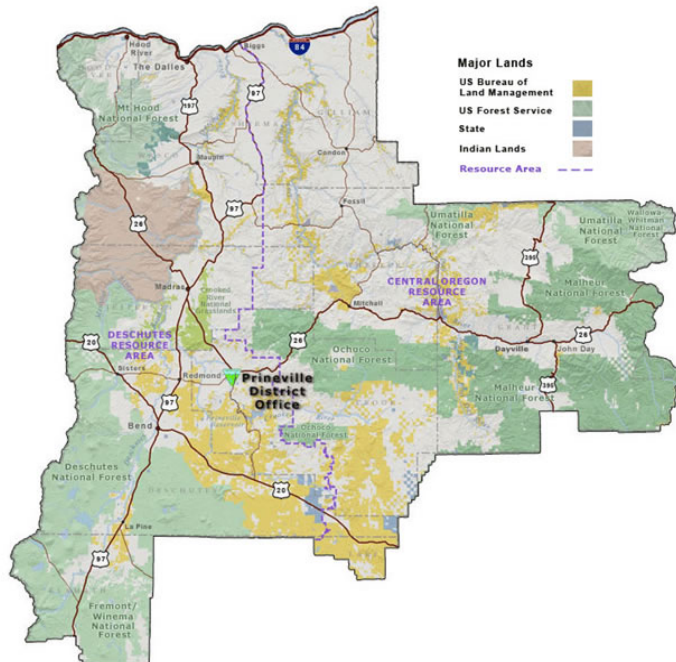 Major Lands
US Bureau of
Land Management
US Forest Service
State
Indian Lands
Resource Area
Hood
River
The Dalles
Biggs
84
197
97
Mt Hood
National Forest
Maupin
Condon
97
26
Fossil
Umatilla
National
Forest
Umatilla
National
Forest
Wallowa-
Whitman
National
Forest
395
Malheur
National Forest
Madras
Crooked
River
National
Grasslands
CENTRAL OREGON
RESOURCE
AREA
Mitchell
DESCHUTES
RESOURCE
AREA
20
Sisters
Redmond
26
Ochoco
National Forest
Dayville
John Day
26
Prineville
District
Office
97
Bend
Ochoco
National Forest
395
Malheur
National Forest
Deschutes
National Forest
20
La Pine
97
Fremont/
Winema
National
Forest